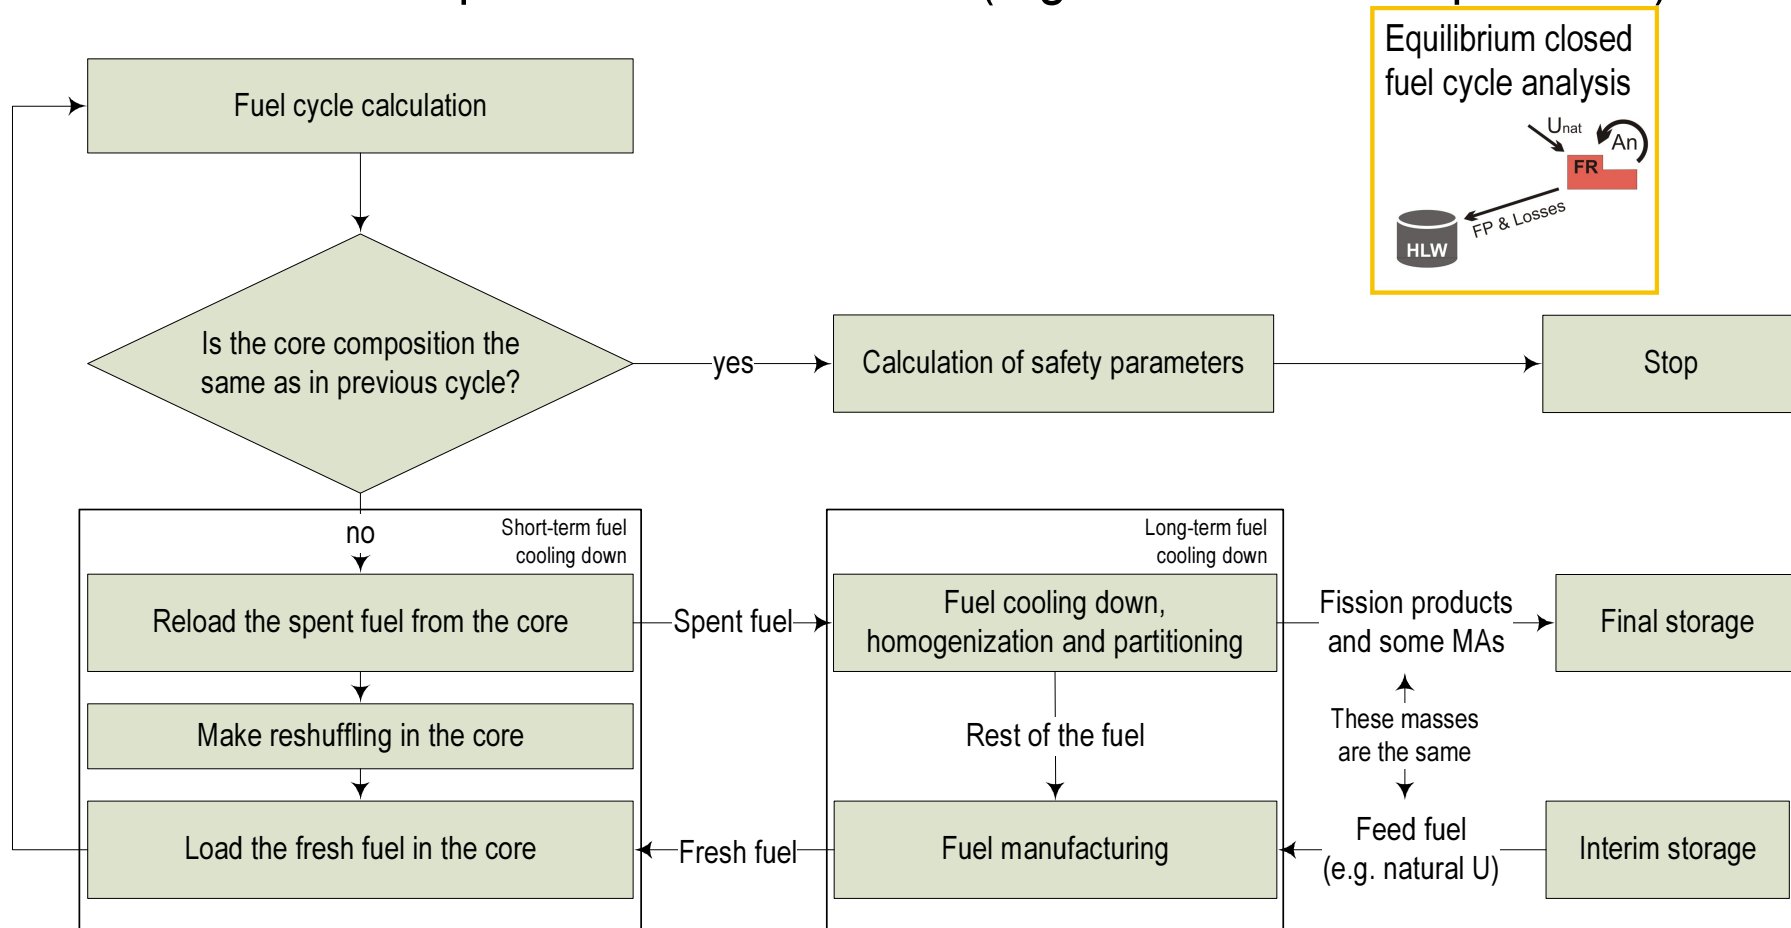 Equilibrium closed
fuel cycle analysis
Unat
An
FR
FP & Losses
HLW
Fuel cycle calculation
Is the core composition the
same as in previous cycle?
yes
Calculation of safety parameters
Stop
no
Short-term fuel
cooling down
Long-term fuel
cooling down
Reload the spent fuel from the core
Spent fuel
Fuel cooling down,
homogenization and partitioning
Fission products
and some MAs
Final storage
Make reshuffling in the core
Rest of the fuel
These masses
are the same
Load the fresh fuel in the core
Fresh fuel
Fuel manufacturing
Feed fuel
(e.g. natural U)
Interim storage